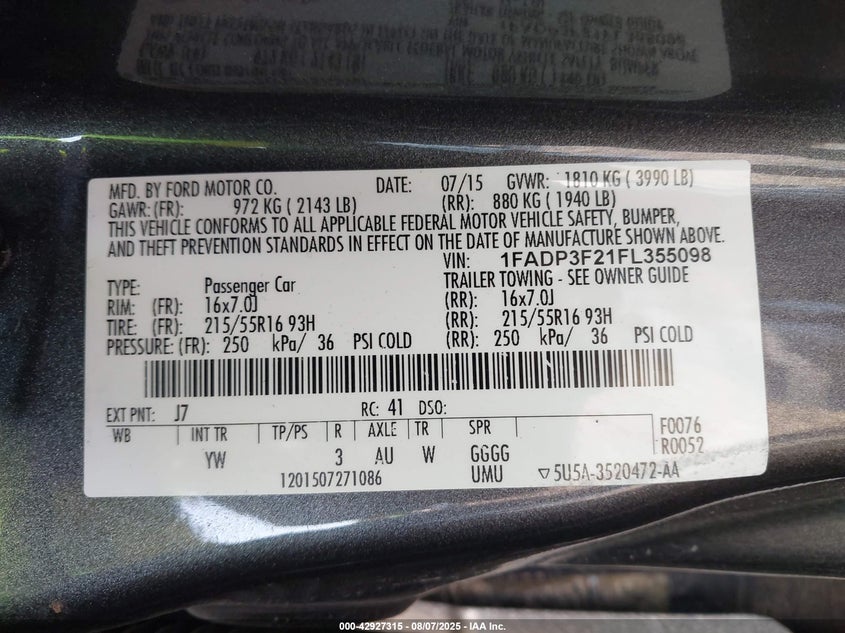 MFD. BY FORD MOTOR CO. DATE: 07/15 GVWR: 1810 KG ( 3990 LB)
GAWR: (FR): 972 KG ( 2143 LB) (RR): 880 KG ( 1940 LB)
THIS VEHICLE CONFORMS TO ALL APPLICABLE FEDERAL MOTOR VEHICLE SAFETY, BUMPER,
AND THEFT PREVENTION STANDARDS IN EFFECT ON THE DATE OF MANUFACTURE SHOWN ABOVE.
VIN: 1FADP3F21FL355098
TYPE: Passenger Car TRAILER TOWING - SEE OWNER GUIDE
RIM: (FR): 16x7.0J (RR): 16x7.0J
TIRE: (FR): 215/55R16 93H (RR): 215/55R16 93H
PRESSURE: (FR): 250 kPa/ 36 PSI COLD (RR): 250 kPa/ 36 PSI COLD
EXT PNT: J7 RC: 41 DSO:
WB INT TR TP/PS R AXLE TR SPR F0076
R0052
YW 3 AU W GGGG
1201507271086 UMU ▽5U5A-3520472-AA
000-42927315 - 08/07/2025 - IAA Inc.